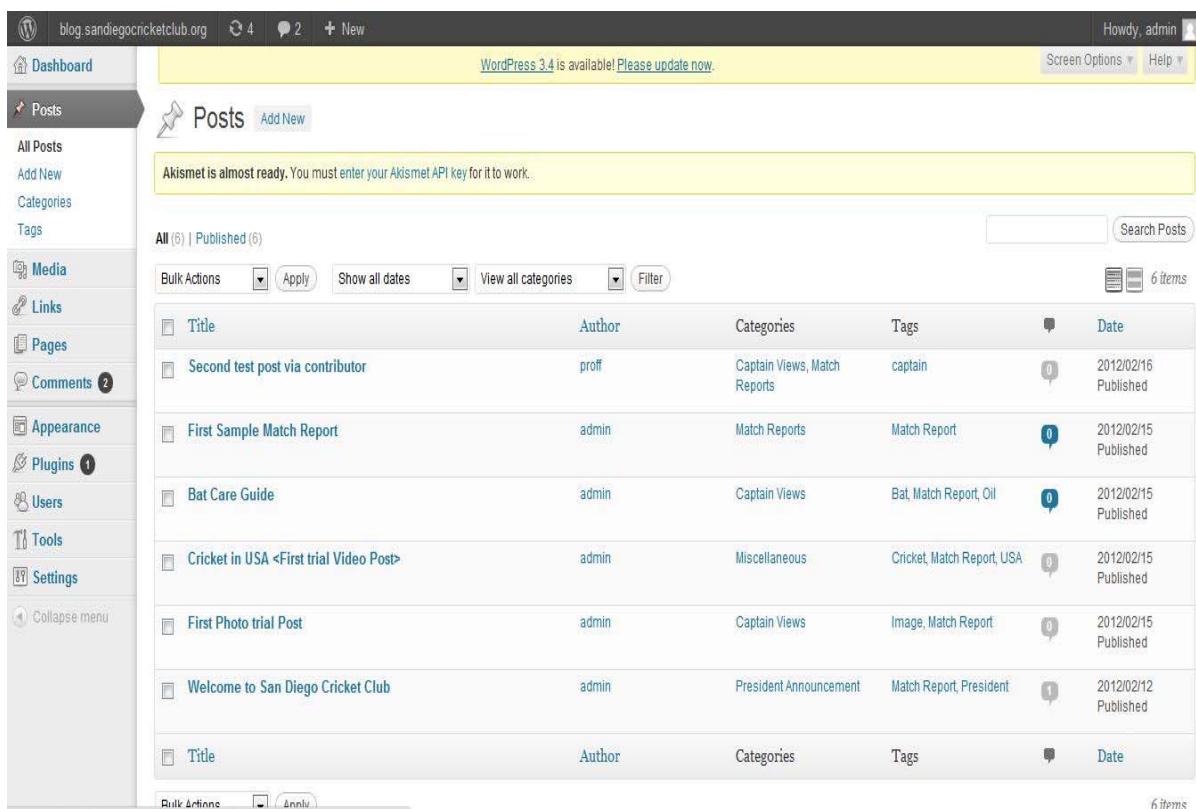 blog.sandiegocricketclub.org 4 2 + New Howdy, admin
Dashboard
Posts
All Posts
Add New
Categories
Tags
Media
Links
Pages
Comments 2
Appearance
Plugins 1
Users
Tools
Settings
Collapse menu
WordPress 3.4 is available! Please update now.
Screen Options Help
Posts Add New
Akismet is almost ready. You must enter your Akismet API key for it to work.
All (6) | Published (6)
Search Posts
Bulk Actions Apply Show all dates View all categories Filter 6 items
Title Author Categories Tags Date
Second test post via contributor proff Captain Views, Match captain 0 2012/02/16
Reports Published
First Sample Match Report admin Match Reports Match Report 0 2012/02/15
Published
Bat Care Guide admin Captain Views Bat, Match Report, Oil 0 2012/02/15
Published
Cricket in USA <First trial Video Post> admin Miscellaneous Cricket, Match Report, USA 0 2012/02/15
Published
First Photo trial Post admin Captain Views Image, Match Report 0 2012/02/15
Published
Welcome to San Diego Cricket Club admin President Announcement Match Report, President 1 2012/02/12
Published
Title Author Categories Tags Date
Bulk Actions Apply 6 items